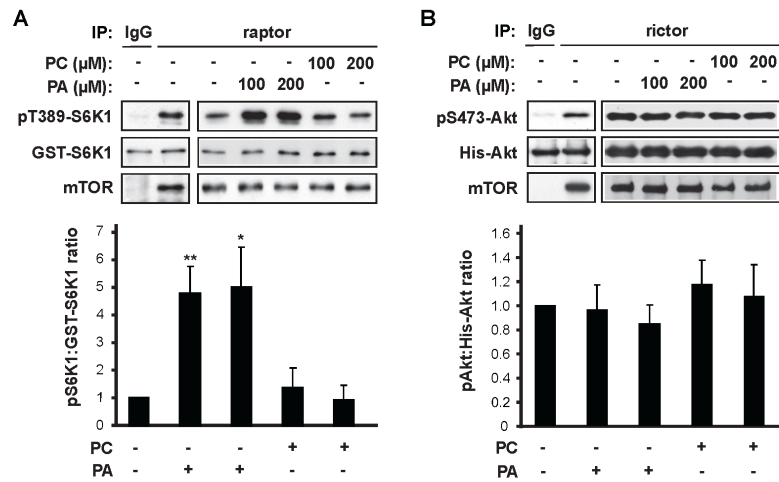 A
IP: IgG raptor
PC (µM): - - - - - 100 200
PA (µM): - - - 100 200 - -
pT389-S6K1
GST-S6K1
mTOR
pS6K1:GST-S6K1 ratio
7
6
5
4
3
2
1
0
** *
PC - - - + +
PA - + + - -
B
IP: IgG rictor
PC (µM): - - - - - 100 200
PA (µM): - - - 100 200 - -
pS473-Akt
His-Akt
mTOR
pAkt:His-Akt ratio
1.6
1.4
1.2
1.0
0.8
0.6
0.4
0.2
0
PC - - - + +
PA - + + - -